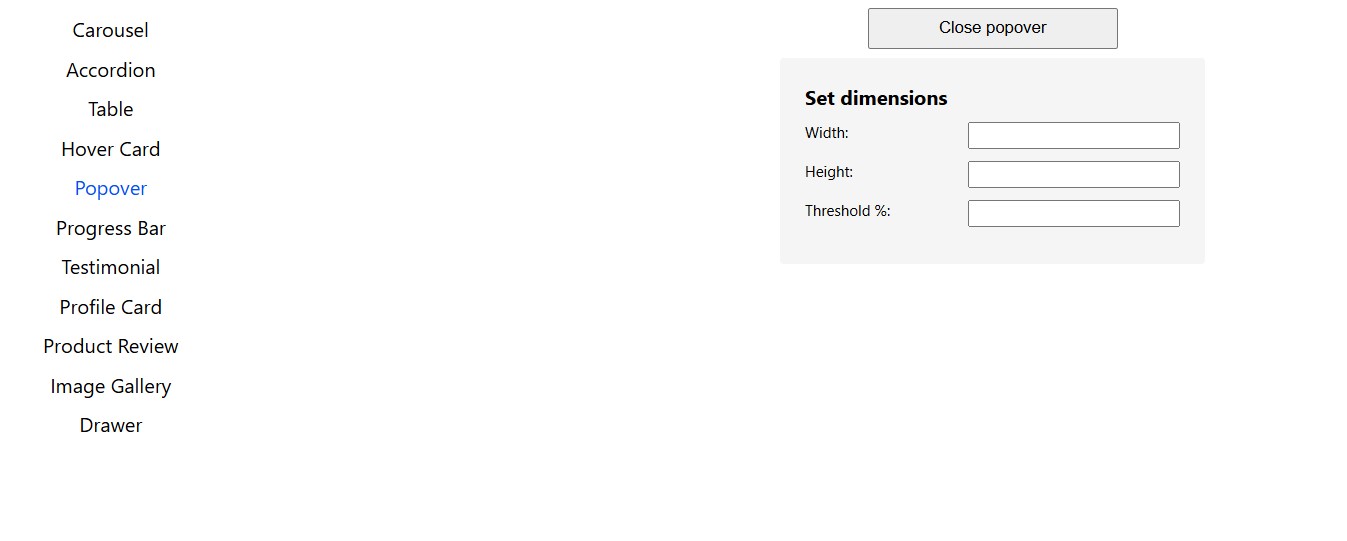 Carousel
Accordion
Table
Hover Card
Popover
Progress Bar
Testimonial
Profile Card
Product Review
Image Gallery
Drawer
Close popover
Set dimensions
Width:
Height:
Threshold %: